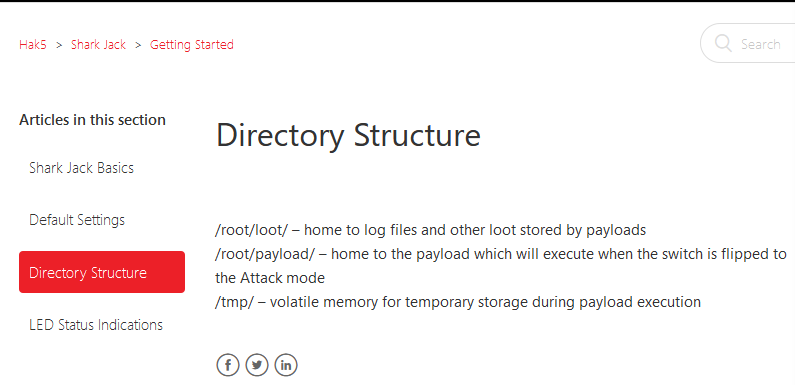 Hak5 > Shark Jack > Getting Started
Search
Articles in this section
Shark Jack Basics
Default Settings
Directory Structure
LED Status Indications
Directory Structure
/root/loot/ – home to log files and other loot stored by payloads
/root/payload/ – home to the payload which will execute when the switch is flipped to
the Attack mode
/tmp/ – volatile memory for temporary storage during payload execution